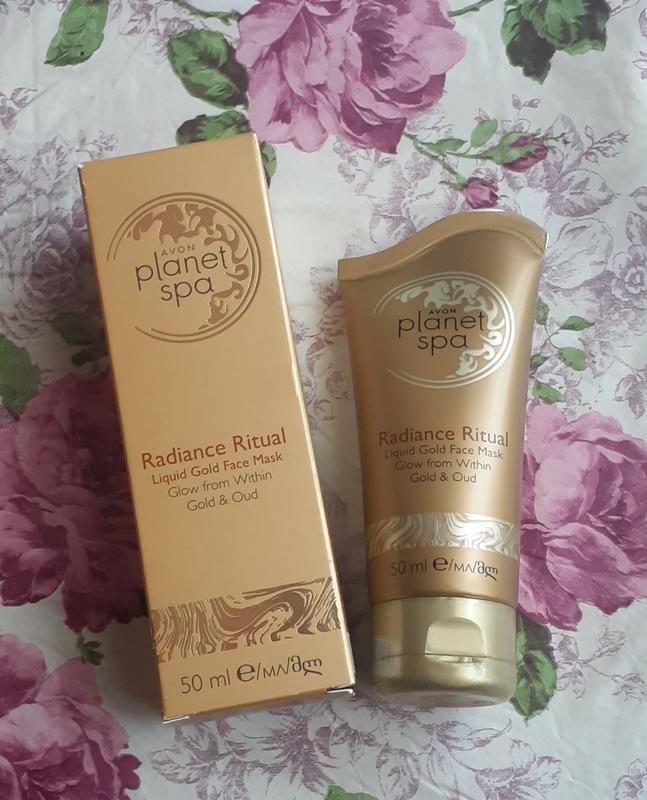 AVON
planet
spa
Radiance Ritual
Liquid Gold Face Mask
Glow from Within
Gold & Oud
50 ml e/мл/მლ
AVON
planet
spa
Radiance Ritual
Liquid Gold Face Mask
Glow from Within
Gold & Oud
50 ml e/мл/მლ